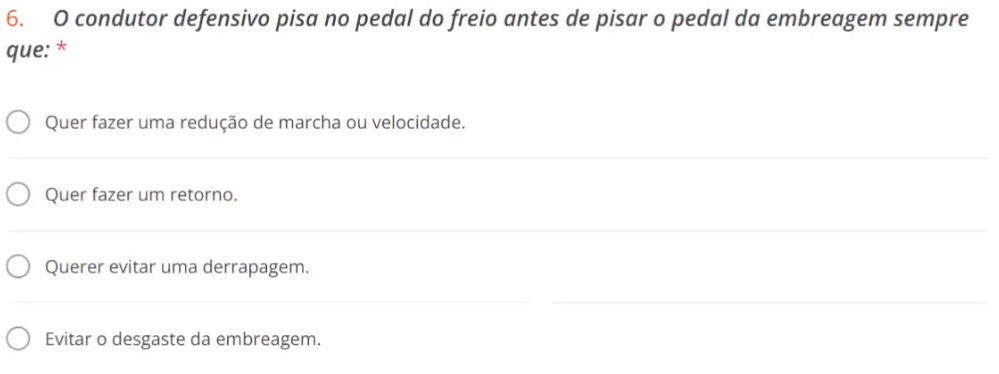 6. O condutor defensivo pisa no pedal do freio antes de pisar o pedal da embreagem sempre
que: *
Quer fazer uma redução de marcha ou velocidade.
Quer fazer um retorno.
Querer evitar uma derrapagem.
Evitar o desgaste da embreagem.